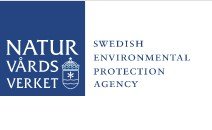 NATUR
VÅRDS
VERKET
SWEDISH
ENVIRONMENTAL
PROTECTION
AGENCY